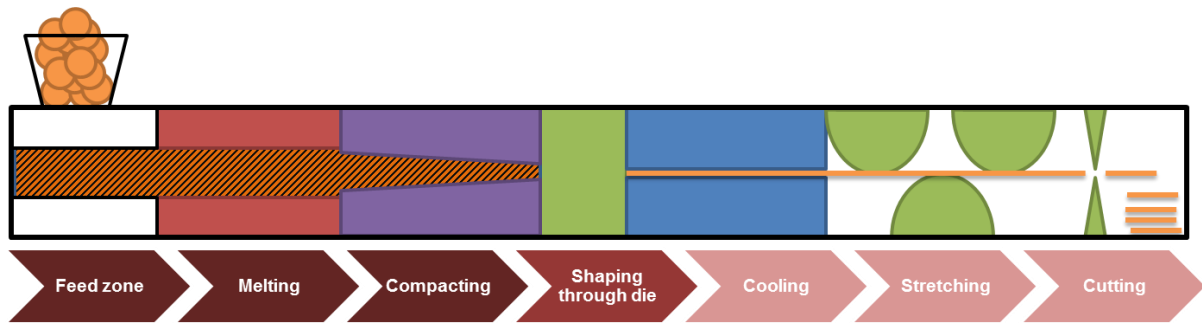 Feed zone
Melting
Compacting
Shaping
through die
Cooling
Stretching
Cutting